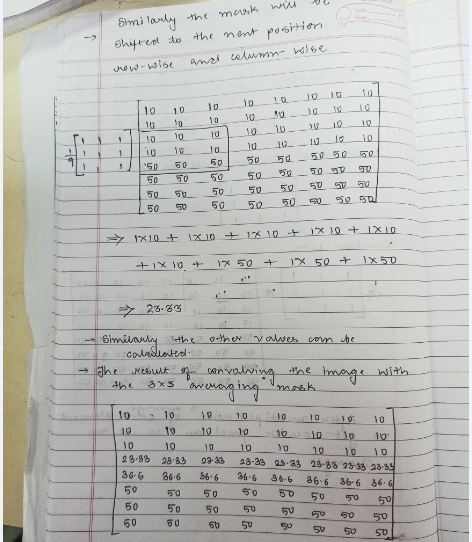 → Similarly the mask will be
shifted to the next position
row-wise and column-wise
10 10 10 10 10 10 10 10
10 10 10 10 10 10 10 10
1/9 [ 1 1 1 10 10 10 10 10 10 10 10
1 1 1 10 10 10 10 10 10 10 10
1 1 1 ] 50 50 50 50 50 50 50 50
50 50 50 50 50 50 50 50
50 50 50 50 50 50 50 50
50 50 50 50 50 50 50 50
⇒ 1×10 + 1×10 + 1×10 + 1×10 + 1×10
+ 1×10 + 1×50 + 1×50 + 1×50
⇒ 23.33
→ Similarly the other values can be
calculated.
→ The result of convolving the image with
the 3×3 averaging mask
10 10 10 10 10 10 10 10
10 10 10 10 10 10 10 10
10 10 10 10 10 10 10 10
23.33 23.33 23.33 23.33 23.33 23.33 23.33 23.33
36.6 36.6 36.6 36.6 36.6 36.6 36.6 36.6
50 50 50 50 50 50 50 50
50 50 50 50 50 50 50 50
50 50 50 50 50 50 50 50